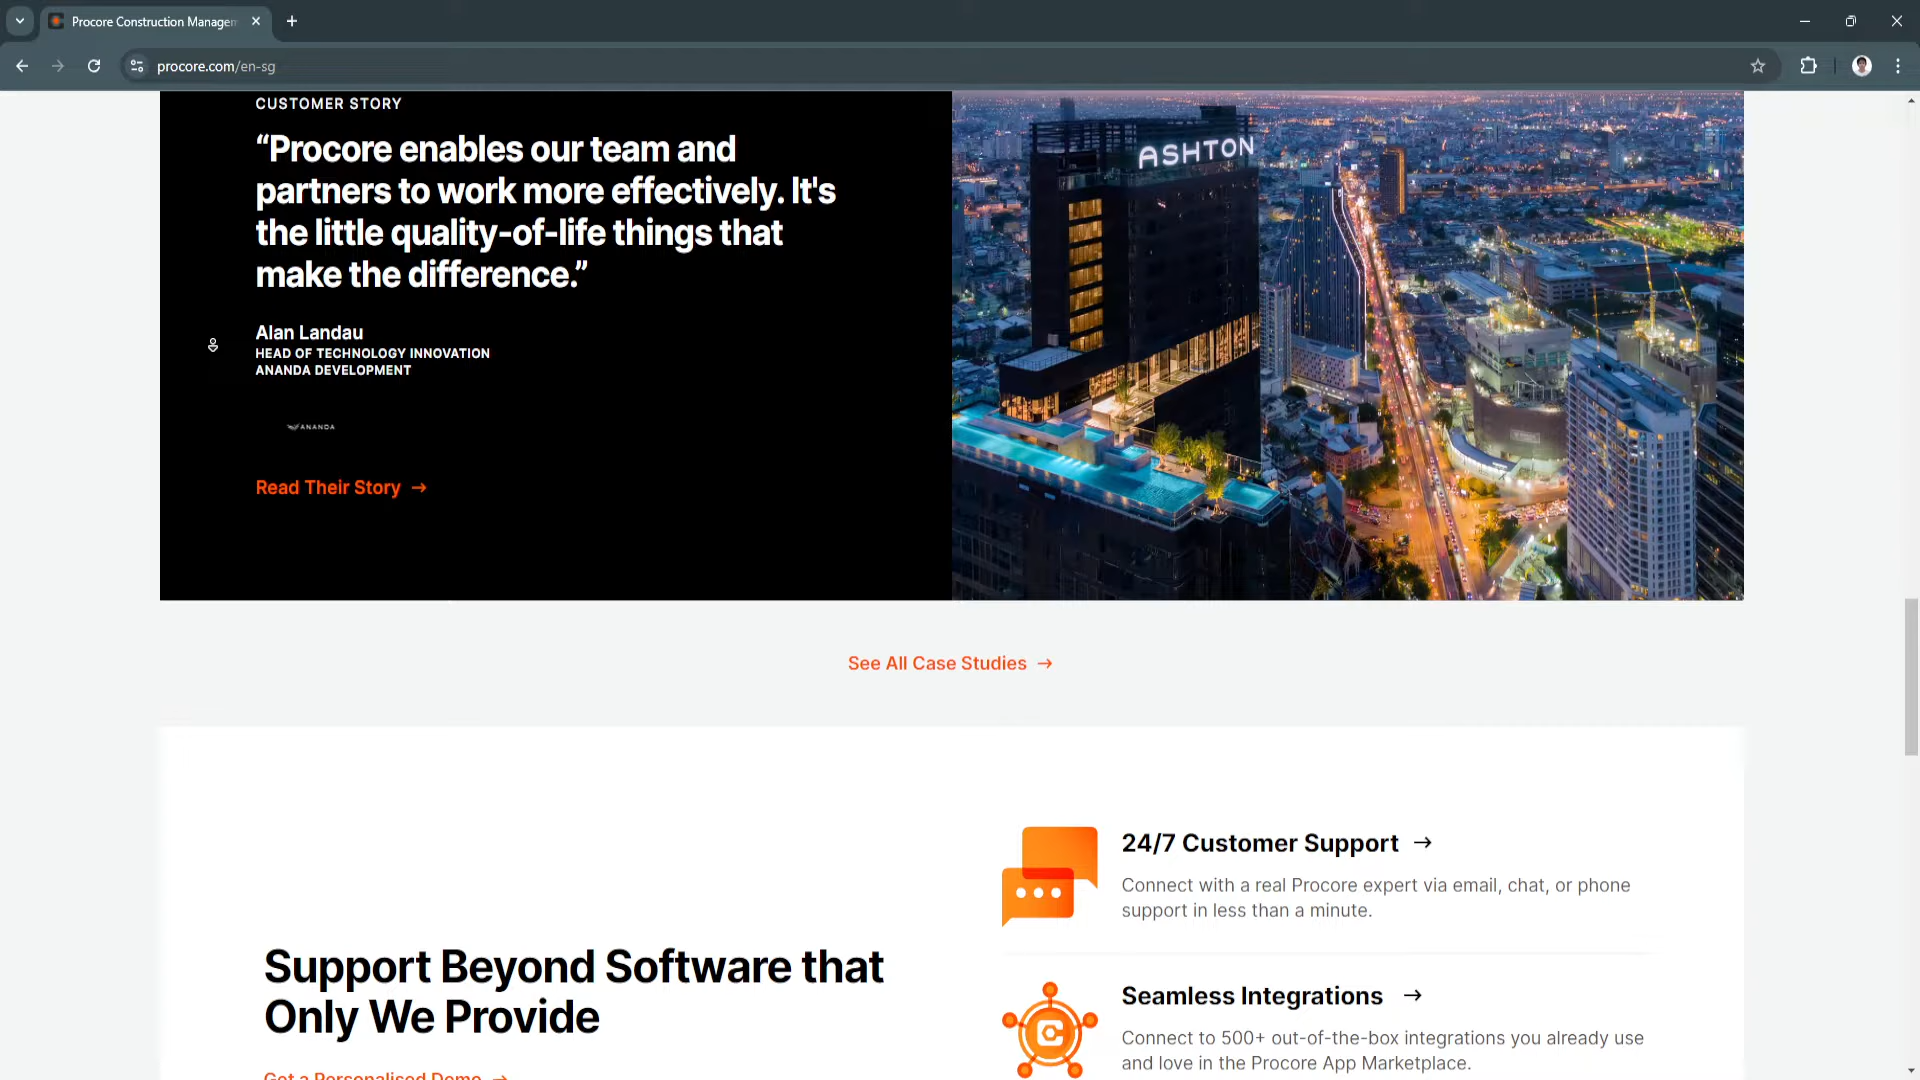 Procore Construction Managem
procore.com/en-sg
CUSTOMER STORY
“Procore enables our team and
partners to work more effectively. It's
the little quality-of-life things that
make the difference.”
Alan Landau
HEAD OF TECHNOLOGY INNOVATION
ANANDA DEVELOPMENT
ANANDA
Read Their Story →
ASHTON
See All Case Studies →
Support Beyond Software that
Only We Provide
Get a Personalised Demo →
24/7 Customer Support →
Connect with a real Procore expert via email, chat, or phone
support in less than a minute.
Seamless Integrations →
Connect to 500+ out-of-the-box integrations you already use
and love in the Procore App Marketplace.